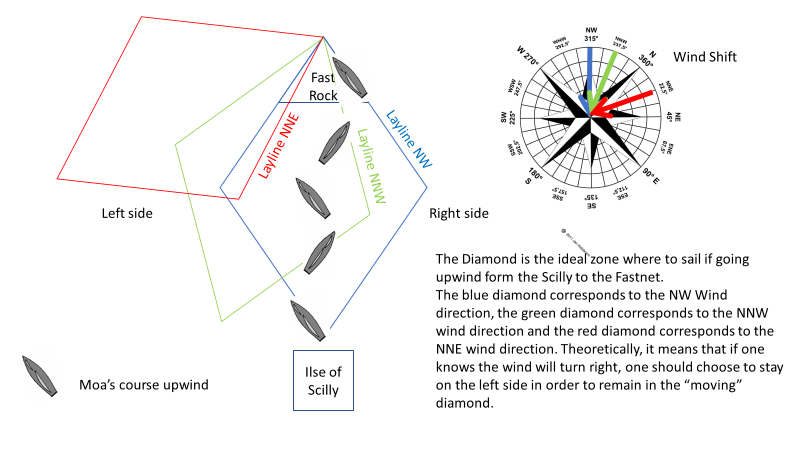 Fast
Rock
Layline NNE
Layline NNW
Layline NW
Left side
Right side
Ilse of
Scilly
Moa's course upwind
Wind Shift
NW
315°
NNW
337,5°
N
360°
NNE
22,5°
NE
45°
ENE
67,5°
E
90°
ESE
112,5°
SE
135°
SSE
157,5°
S
180°
SSW
202,5°
SW
225°
WSW
247,5°
W 270°
WNW
292,5°
The Diamond is the ideal zone where to sail if going
upwind form the Scilly to the Fastnet.
The blue diamond corresponds to the NW Wind
direction, the green diamond corresponds to the NNW
wind direction and the red diamond corresponds to the
NNE wind direction. Theoretically, it means that if one
knows the wind will turn right, one should choose to stay
on the left side in order to remain in the “moving”
diamond.